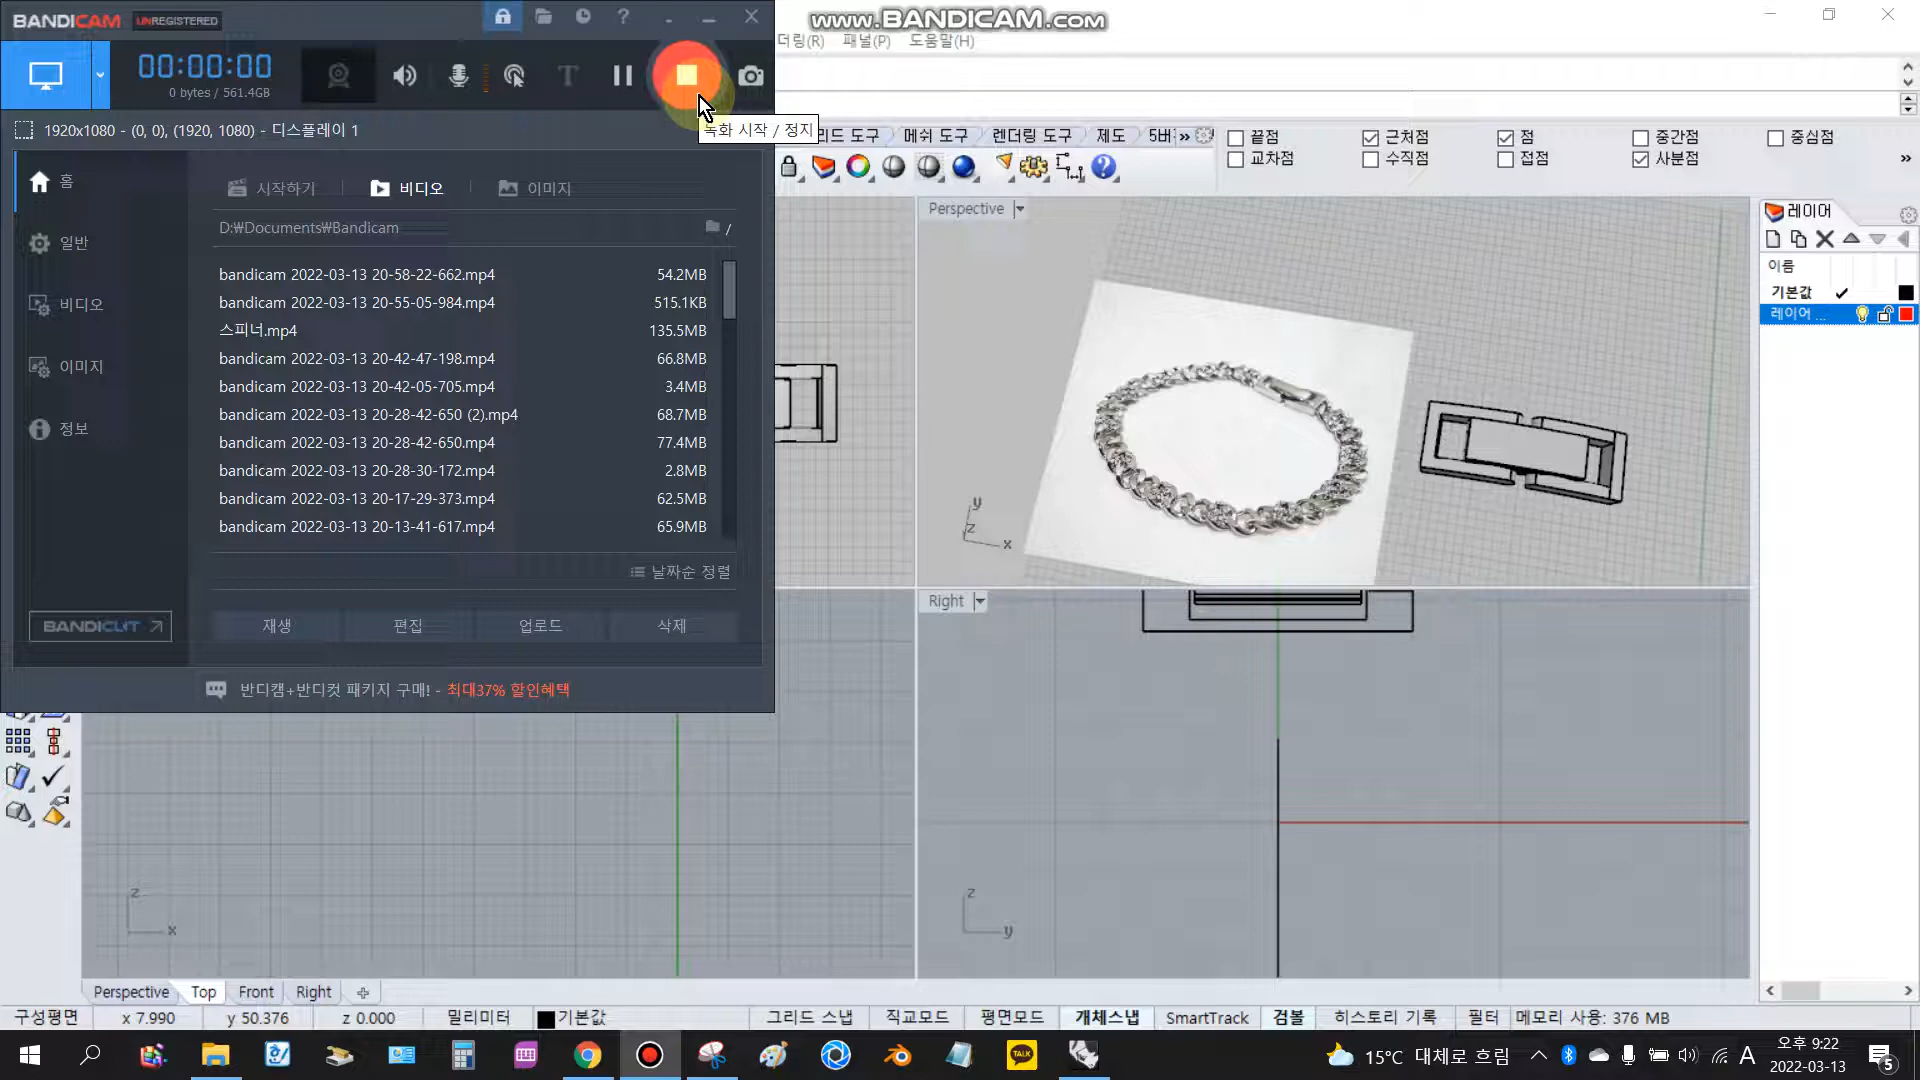 BANDICAM UNREGISTERED
www.BANDICAM.com
00:00:00
0 bytes / 561.4GB
T
더링(R) 패널(P) 도움말(H)
1920x1080 - (0, 0), (1920, 1080) - 디스플레이 1
녹화 시작 / 정지
리드 도구 메쉬 도구 렌더링 도구 제도 5버
끝점 근처점 점 중간점 중심점
교차점 수직점 접점 사분점
홈
일반
비디오
이미지
정보
시작하기 비디오 이미지
D:₩Documents₩Bandicam /
bandicam 2022-03-13 20-58-22-662.mp4 54.2MB
bandicam 2022-03-13 20-55-05-984.mp4 515.1KB
스피너.mp4 135.5MB
bandicam 2022-03-13 20-42-47-198.mp4 66.8MB
bandicam 2022-03-13 20-42-05-705.mp4 3.4MB
bandicam 2022-03-13 20-28-42-650 (2).mp4 68.7MB
bandicam 2022-03-13 20-28-42-650.mp4 77.4MB
bandicam 2022-03-13 20-28-30-172.mp4 2.8MB
bandicam 2022-03-13 20-17-29-373.mp4 62.5MB
bandicam 2022-03-13 20-13-41-617.mp4 65.9MB
날짜순 정렬
BANDICUT
재생 편집 업로드 삭제
반디캠+반디컷 패키지 구매! - 최대37% 할인혜택
Perspective
y
z
x
Right
레이어
이름
기본값
레이어 ...
z
x
z
y
Perspective Top Front Right
구성평면 x 7.990 y 50.376 z 0.000 밀리미터 기본값 그리드 스냅 직교모드 평면모드 개체스냅 SmartTrack 검볼 히스토리 기록 필터 메모리 사용: 376 MB
TALK
15℃ 대체로 흐림
A
오후 9:22
2022-03-13
5